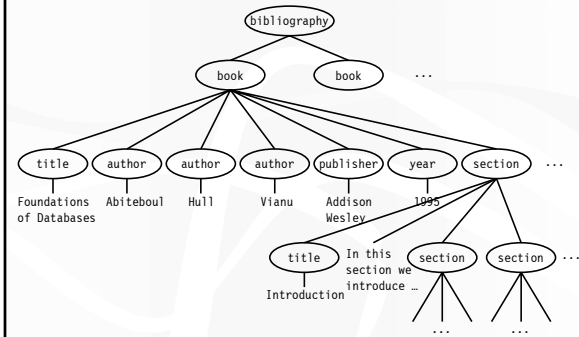 bibliography
book book ...
title author author author publisher year section ...
Foundations of Databases Abiteboul Hull Vianu Addison Wesley 1995
title In this section we introduce … section section ...
Introduction
... ...